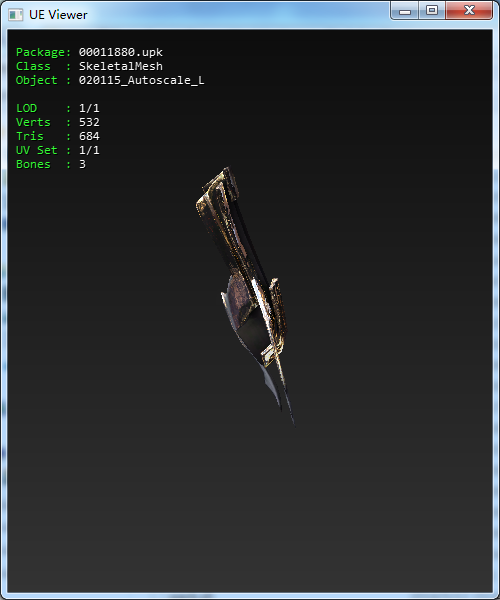 UE Viewer
Package: 00011880.upk
Class  : SkeletalMesh
Object : 020115_Autoscale_L
LOD    : 1/1
Verts  : 532
Tris   : 684
UV Set : 1/1
Bones  : 3